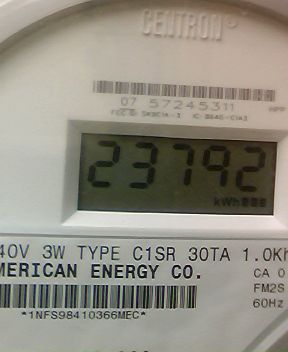 CENTRON
07 57245311
23792
kWh
40V 3W TYPE C1SR 30TA 1.0Kh
MERICAN ENERGY CO.
CA 0
FM2S
60Hz
*1NFS98410366MEC*